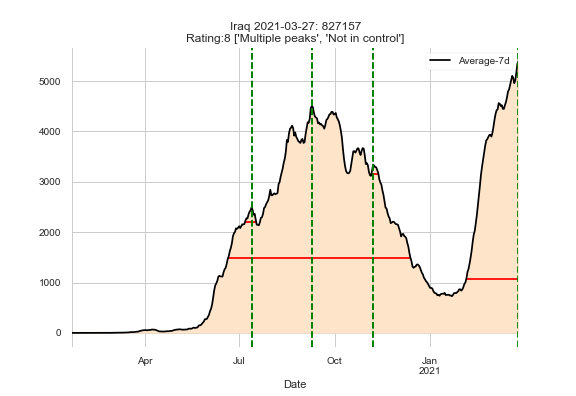 Iraq 2021-03-27: 827157
Rating:8 ['Multiple peaks', 'Not in control']
Average-7d
5000
4000
3000
2000
1000
0
Apr
Jul
Oct
Jan
2021
Date